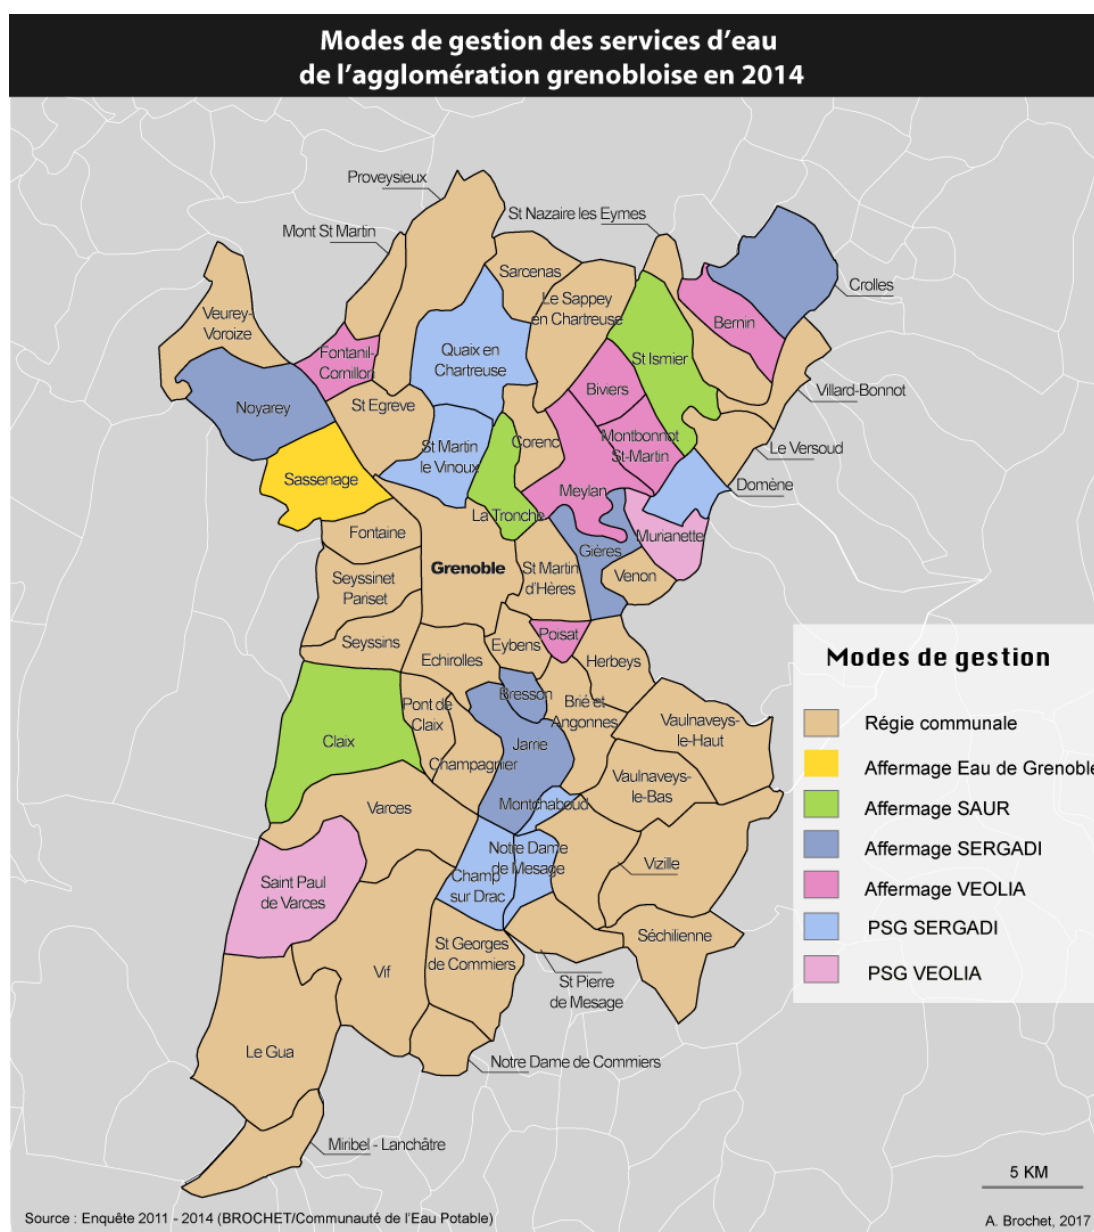 Modes de gestion des services d'eau
de l'agglomération grenobloise en 2014
Proveysieux
St Nazaire les Eymes
Mont St Martin
Sarcenas
Crolles
Le Sappey
en Chartreuse
Veurey-
Voroize
Bernin
Fontanil-
Cornillon
Quaix en
Chartreuse
St Ismier
Bivers
Villard-Bonnot
Noyarey
St Egreve
Corenc
Montbonnot
St-Martin
St Martin
le Vinoux
Le Versoud
Sassenage
Meylan
Domène
La Tronche
Fontaine
Murianette
Gières
Grenoble
St Martin
d'Hères
Venon
Seyssinet
Pariset
Seyssins
Eybens
Poisat
Echirolles
Herbeys
Bresson
Pont de
Claix
Brié et
Angonnes
Vaulnaveys-
le-Haut
Claix
Jarrie
Champagnier
Vaulnaveys-
le-Bas
Varces
Montchaboud
Notre Dame
de Mesage
Vizille
Champ
sur Drac
Saint Paul
de Varces
Séchilienne
St Georges
de Commiers
Vif
St Pierre
de Mesage
Le Gua
Notre Dame de Commiers
Miribel - Lanchâtre
Modes de gestion
Régie communale
Affermage Eau de Grenoble
Affermage SAUR
Affermage SERGADI
Affermage VEOLIA
PSG SERGADI
PSG VEOLIA
5 KM
Source : Enquête 2011 - 2014 (BROCHET/Communauté de l'Eau Potable)
A. Brochet, 2017